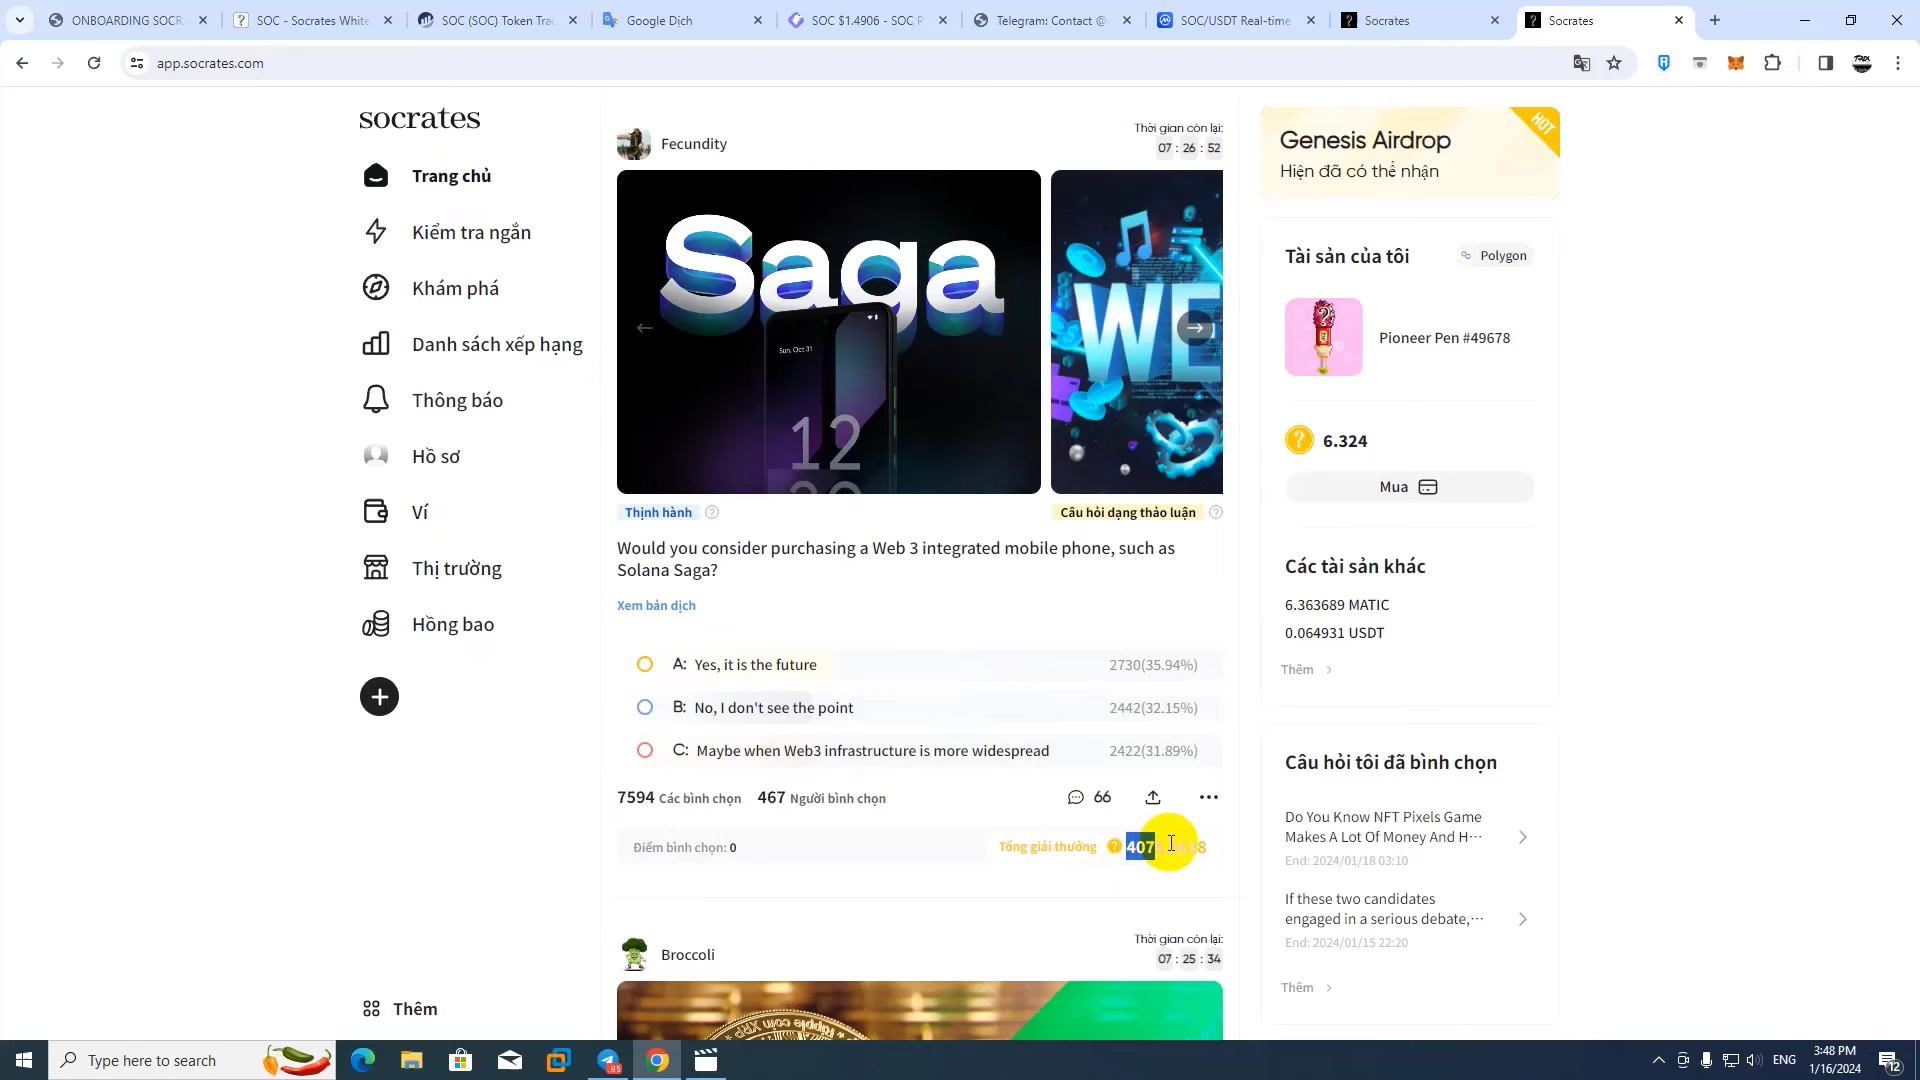 ONBOARDING SOCR
SOC - Socrates White
SOC (SOC) Token Tra
Google Dịch
SOC $1.4906 - SOC P
Telegram: Contact @
SOC/USDT Real-time
Socrates
Socrates
app.socrates.com
socrates
Trang chủ
Kiểm tra ngắn
Khám phá
Danh sách xếp hạng
Thông báo
Hồ sơ
Ví
Thị trường
Hồng bao
Thêm
Fecundity
Thời gian còn lại:
07 : 26 : 52
Saga
Sun, Oct 31
12
WE
Thịnh hành
Câu hỏi dạng thảo luận
Would you consider purchasing a Web 3 integrated mobile phone, such as
Solana Saga?
Xem bản dịch
A: Yes, it is the future 2730(35.94%)
B: No, I don't see the point 2442(32.15%)
C: Maybe when Web3 infrastructure is more widespread 2422(31.89%)
7594 Các bình chọn 467 Người bình chọn 66
Điểm bình chọn: 0
Tổng giải thưởng
Broccoli
Thời gian còn lại:
07 : 25 : 34
Genesis Airdrop
HOT
Hiện đã có thể nhận
Tài sản của tôi
Polygon
Pioneer Pen #49678
6.324
Mua
Các tài sản khác
6.363689 MATIC
0.064931 USDT
Thêm
Câu hỏi tôi đã bình chọn
Do You Know NFT Pixels Game
Makes A Lot Of Money And H···
End: 2024/01/18 03:10
If these two candidates
engaged in a serious debate,···
End: 2024/01/15 22:20
Thêm
Type here to search
95
ENG
3:48 PM
1/16/2024
12